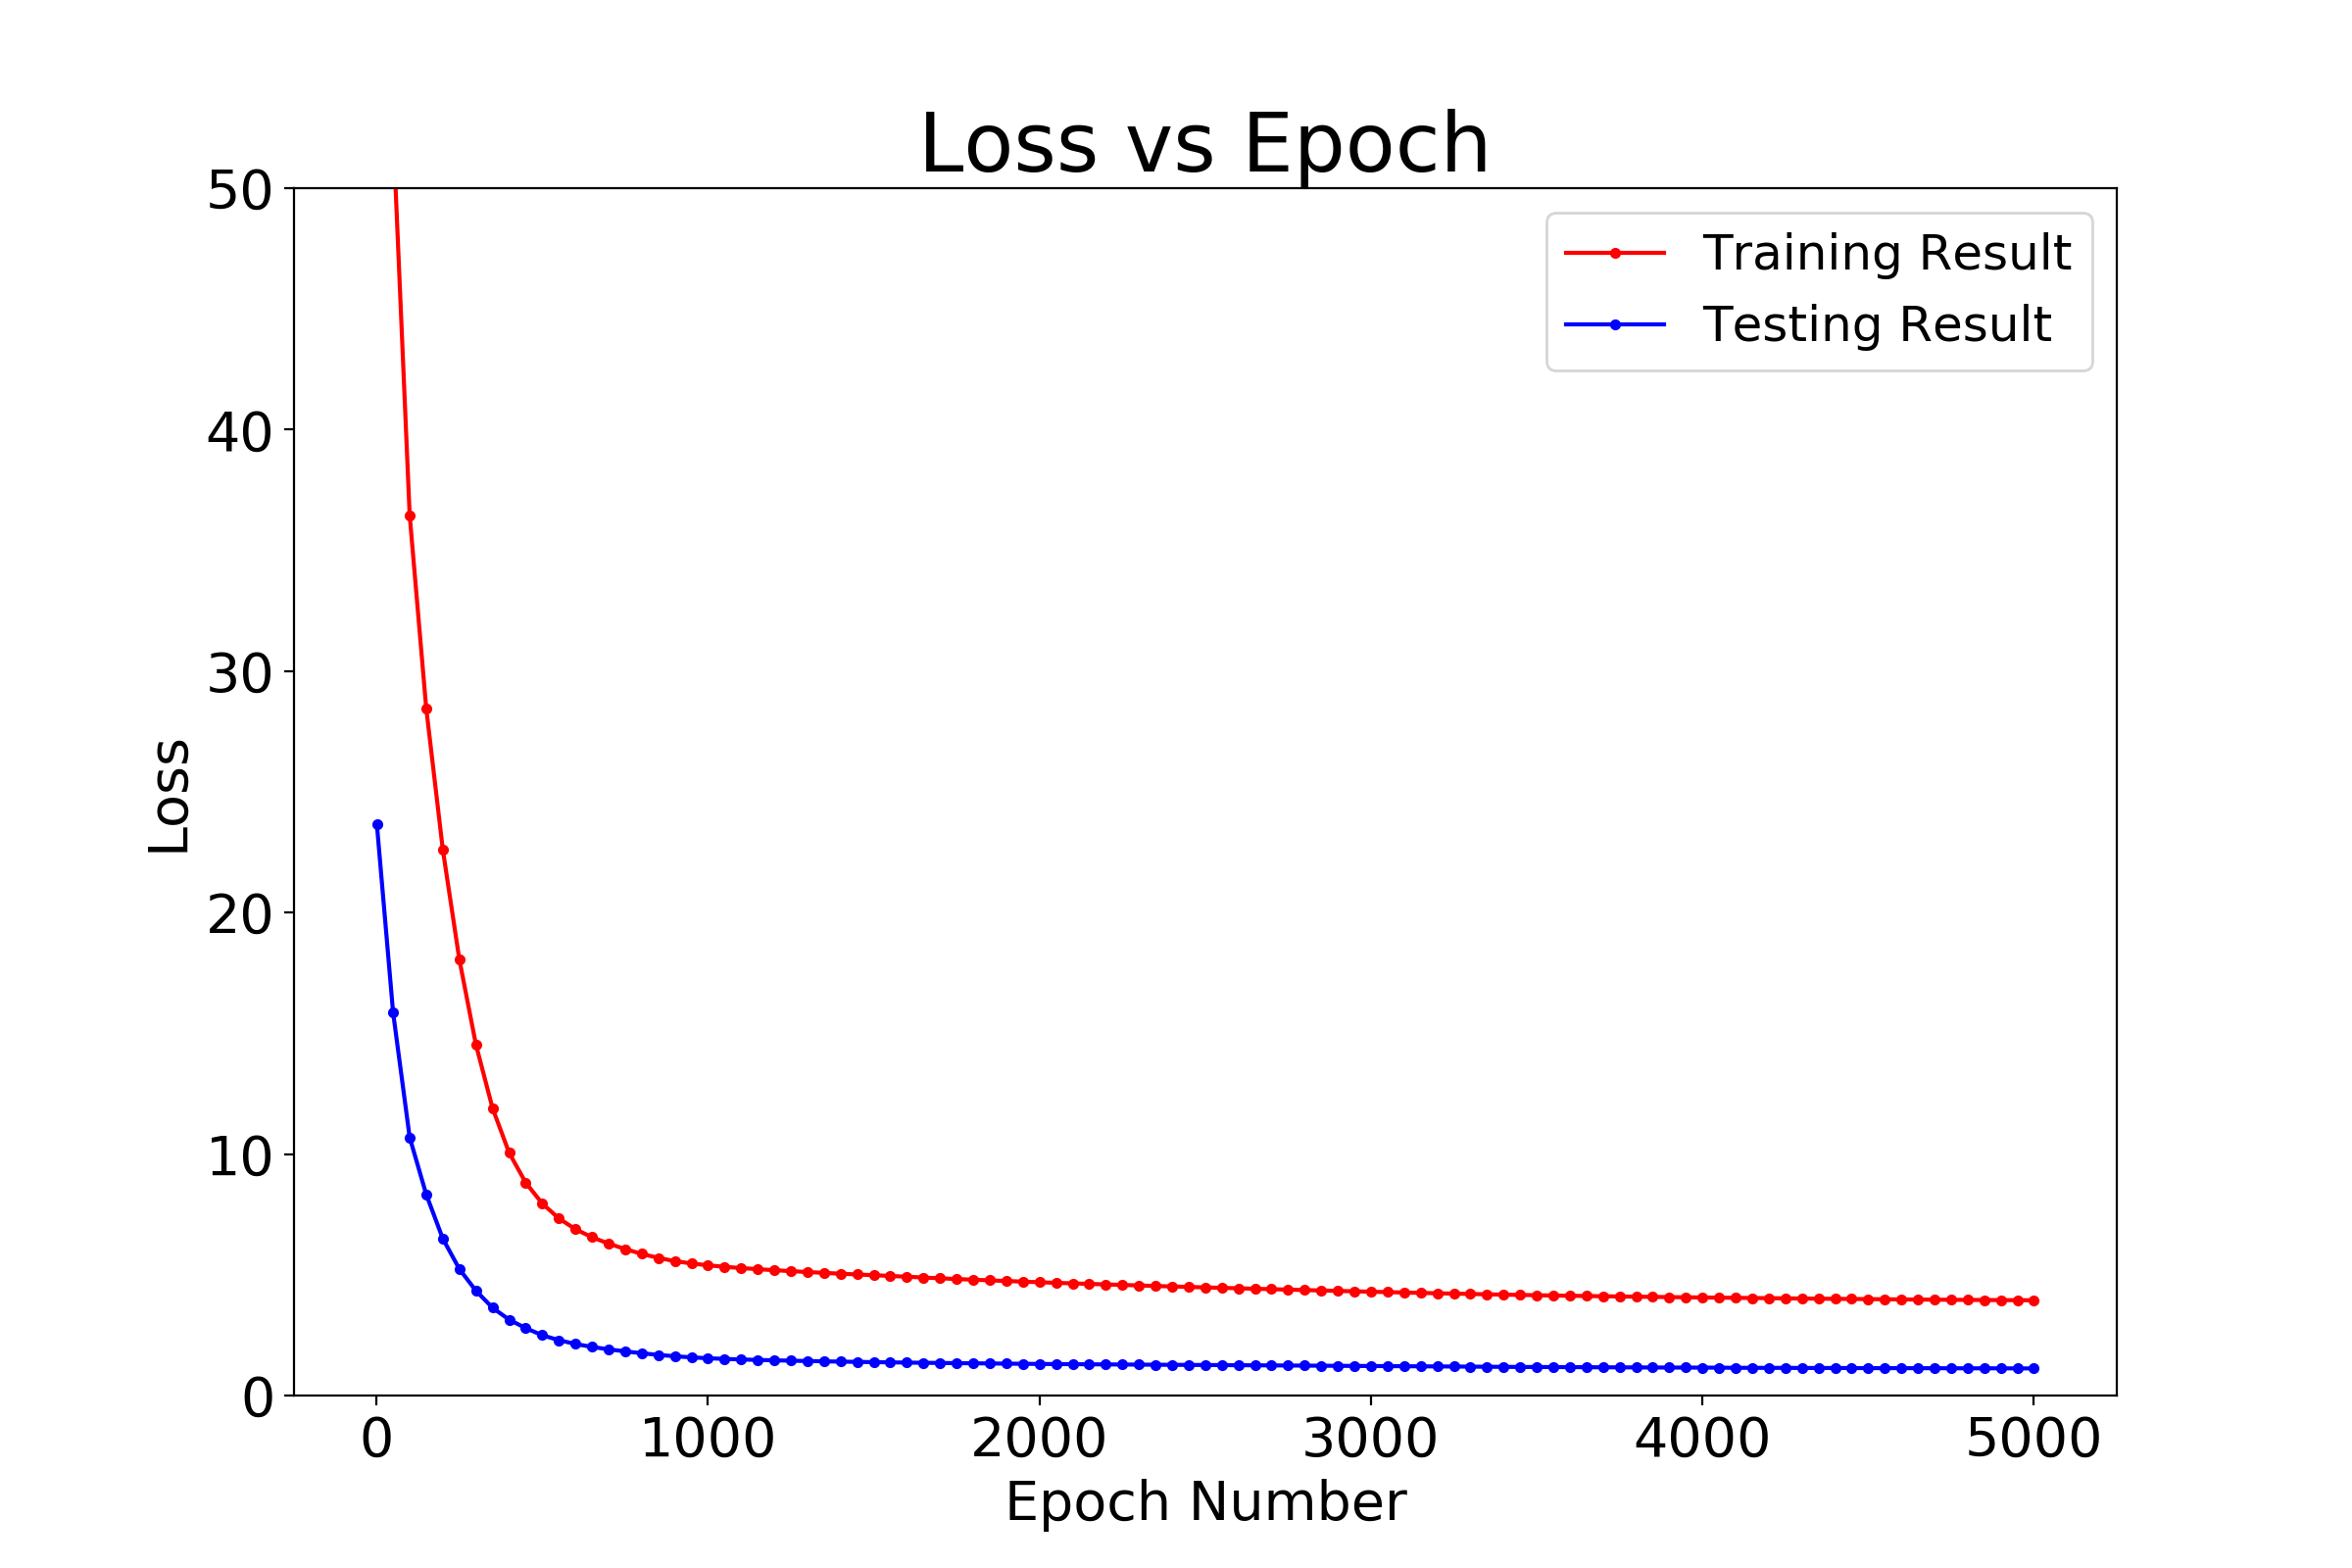 Loss vs Epoch
50
40
30
20
10
0
Loss
Training Result
Testing Result
0 1000 2000 3000 4000 5000
Epoch Number